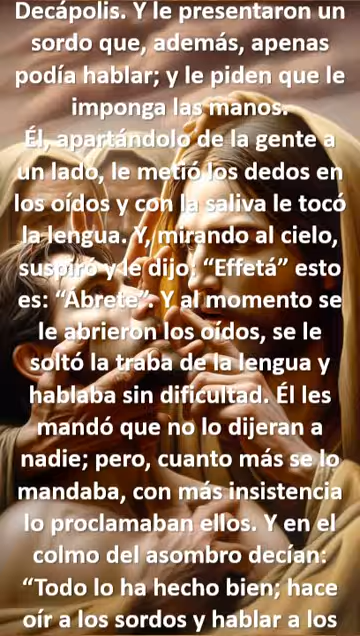 Decápolis. Y le presentaron un
sordo que, además, apenas
podía hablar; y le piden que le
imponga las manos.
Él, apartándolo de la gente a
un lado, le metió los dedos en
los oídos y con la saliva le tocó
la lengua. Y, mirando al cielo,
suspiró y le dijo: “Effetá” esto
es: “Ábrete”. Y al momento se
le abrieron los oídos, se le
soltó la traba de la lengua y
hablaba sin dificultad. Él les
mandó que no lo dijeran a
nadie; pero, cuanto más se lo
mandaba, con más insistencia
lo proclamaban ellos. Y en el
colmo del asombro decían:
“Todo lo ha hecho bien; hace
oír a los sordos y hablar a los